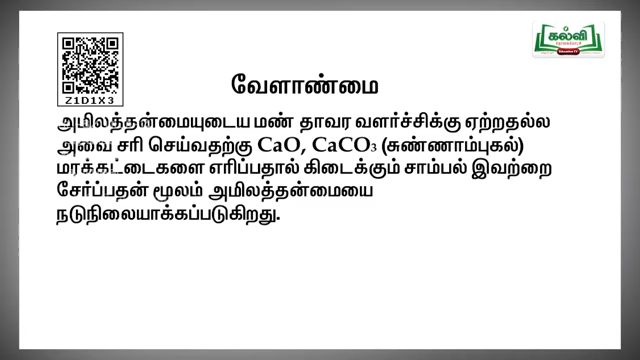 கல்வி
Z1D1X3
வேளாண்மை
அமிலத்தன்மையுடைய மண் தாவர வளர்ச்சிக்கு ஏற்றதல்ல
அவை சரி செய்வதற்கு CaO, CaCO₃ (சுண்ணாம்புகல்)
மரக்கட்டைகளை எரிப்பதால் கிடைக்கும் சாம்பல் இவற்றை
சேர்ப்பதன் மூலம் அமிலத்தன்மையை
நடுநிலையாக்கப்படுகிறது.